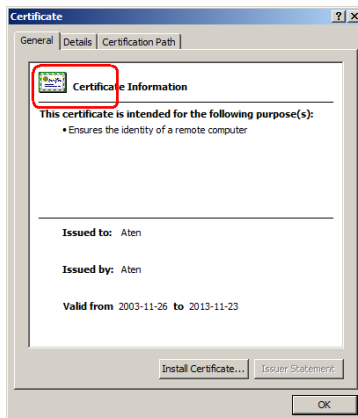 Certificate
General Details Certification Path
Certificate Information
This certificate is intended for the following purpose(s):
• Ensures the identity of a remote computer
Issued to: Aten
Issued by: Aten
Valid from 2003-11-26 to 2013-11-23
Install Certificate... Issuer Statement
OK